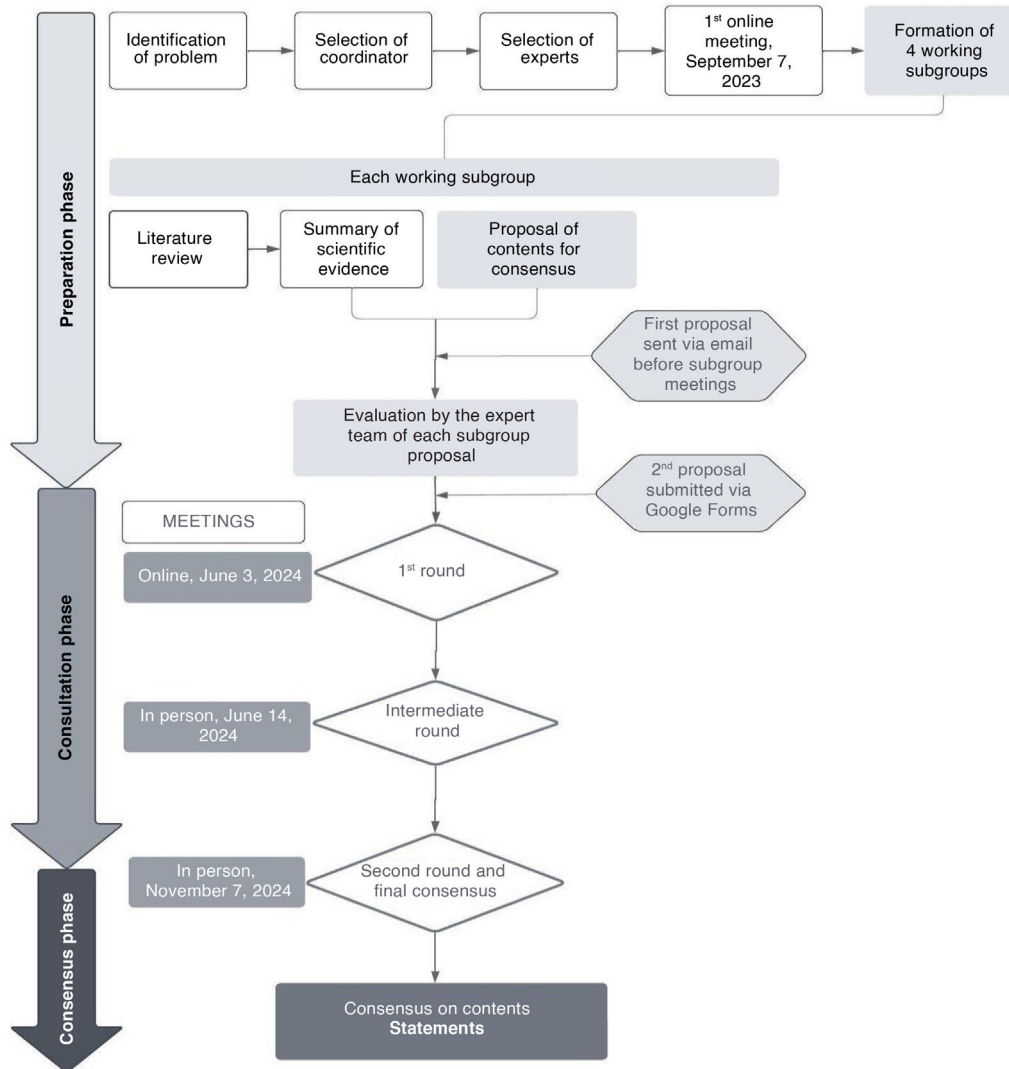 Identification
of problem
Selection of
coordinator
Selection of
experts
1st online
meeting,
September 7,
2023
Formation of
4 working
subgroups
Preparation phase
Each working subgroup
Literature
review
Summary of
scientific
evidence
Proposal of
contents for
consensus
First proposal
sent via email
before subgroup
meetings
Evaluation by the expert
team of each subgroup
proposal
2nd proposal
submitted via
Google Forms
Consultation phase
MEETINGS
Online, June 3, 2024
1st round
In person, June 14,
2024
Intermediate
round
In person,
November 7, 2024
Second round and
final consensus
Consensus phase
Consensus on contents
Statements